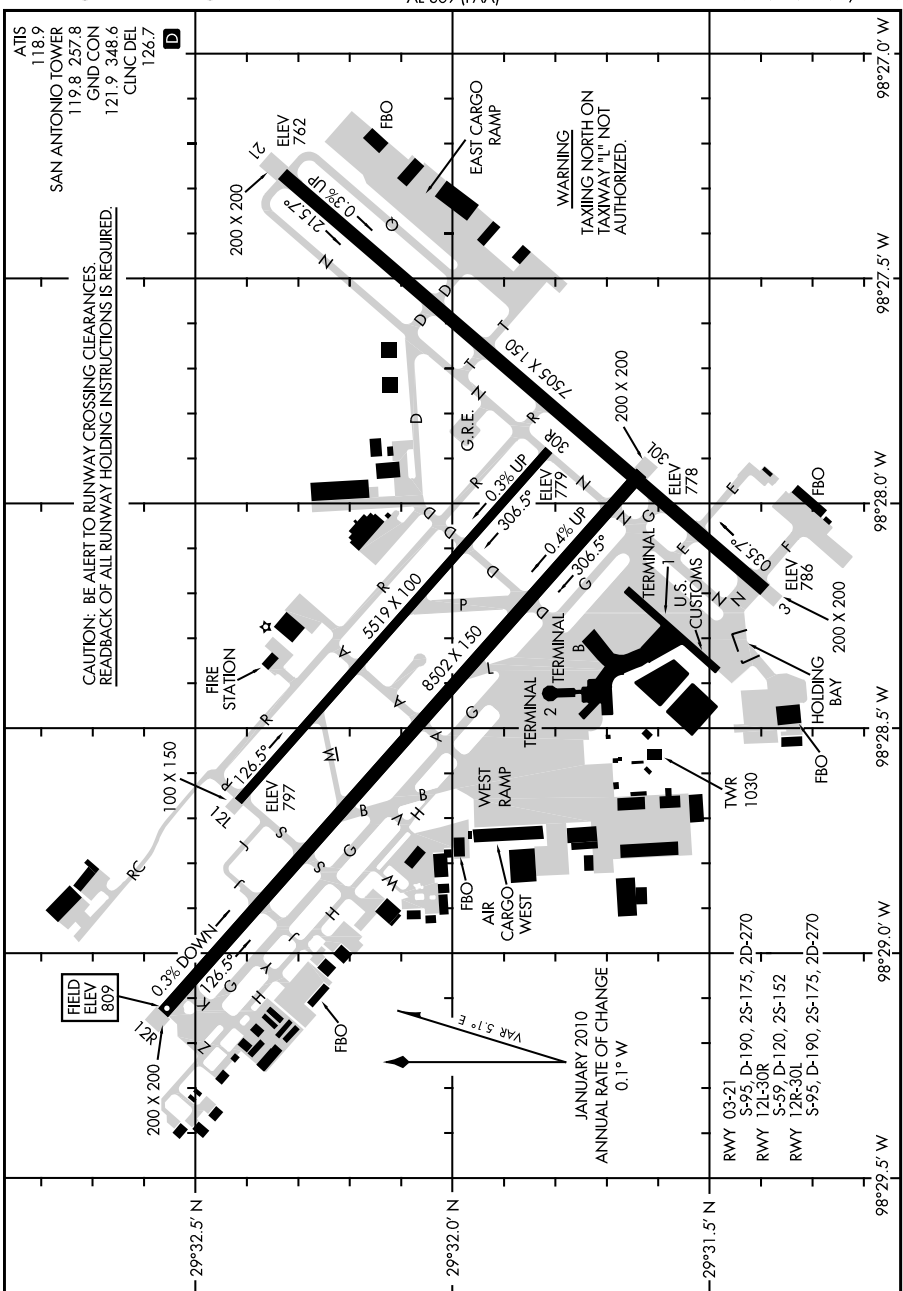 AL-889 (FAA)
ATIS
118.9
SAN ANTONIO TOWER
119.8 257.8
GND CON
121.9 348.6
CLNC DEL
126.7
D
CAUTION: BE ALERT TO RUNWAY CROSSING CLEARANCES.
READBACK OF ALL RUNWAY HOLDING INSTRUCTIONS IS REQUIRED.
98°27.0' W
98°27.5' W
98°28.0' W
98°28.5' W
98°29.0' W
98°29.5' W
29°32.5' N
29°32.0' N
29°31.5' N
21
ELEV
762
200 X 200
0.3% UP
215.7°
FBO
EAST CARGO
RAMP
WARNING
TAXIING NORTH ON
TAXIWAY "L" NOT
AUTHORIZED.
N
Q
D
D
T
T
7505 X 150
N
R
D
G.R.E.
30R
0.3% UP
306.5°
ELEV
779
200 X 200
30L
ELEV
778
N
N
0.4% UP
306.5°
R
D
D
D
R
5519 X 100
A
P
8502 X 150
A
D
G
L
G
A
TERMINAL G
TERMINAL
1
U.S.
CUSTOMS
TERMINAL
B
TERMINAL
2
E
E
F
N
N
FBO
035.7°
ELEV
786
3
200 X 200
HOLDING
BAY
FBO
FIRE
STATION
R
100 X 150
R
126.5°
12L
ELEV
797
M
B
B
V
H
G
S
S
J
J
J
W
H
V
H
G
K
Z
WEST
RAMP
TWR
1030
FBO
AIR
CARGO
WEST
RC
FIELD
ELEV
809
0.3% DOWN
126.5°
12R
200 X 200
FBO
VAR 5.1° E
JANUARY 2010
ANNUAL RATE OF CHANGE
0.1° W
RWY 03-21
S-95, D-190, 2S-175, 2D-270
RWY 12L-30R
S-59, D-120, 2S-152
RWY 12R-30L
S-95, D-190, 2S-175, 2D-270